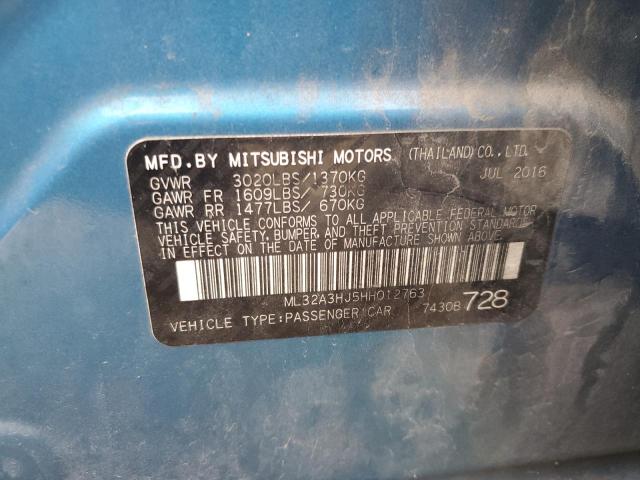 MFD.BY MITSUBISHI MOTORS (THAILAND)CO.,LTD.
GVWR 3020LBS/1370KG JUL 2016
GAWR FR 1609LBS/ 730KG
GAWR RR 1477LBS/ 670KG
THIS VEHICLE CONFORMS TO ALL APPLICABLE FEDERAL MOTOR
VEHICLE SAFETY, BUMPER, AND THEFT PREVENTION STANDARDS
IN EFFECT ON THE DATE OF MANUFACTURE SHOWN ABOVE.
ML32A3HJ5HH012763
VEHICLE TYPE:PASSENGER CAR 7430B 728